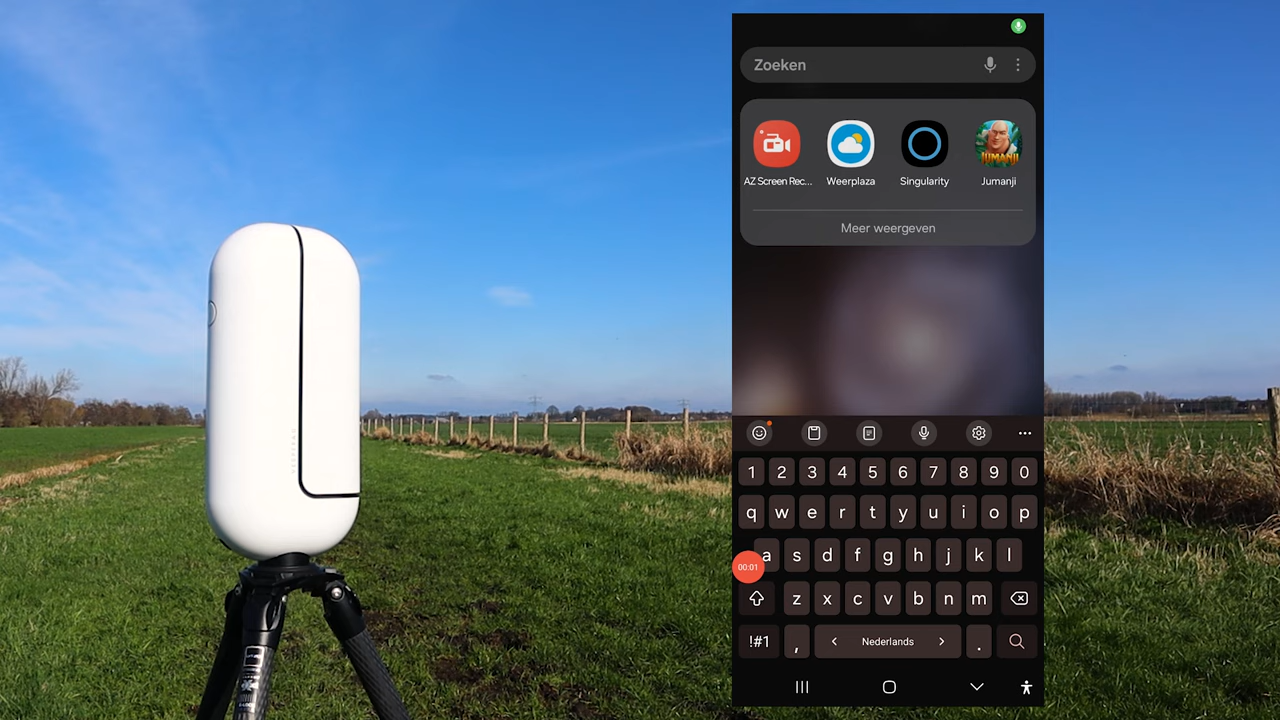 Zoeken
AZ Screen Rec... Weerplaza Singularity Jumanji
JUMANJI
Meer weergeven
1 2 3 4 5 6 7 8 9 0
q w e r t y u i o p
a s d f g h j k l
00:01
z x c v b n m
!#1 , < Nederlands > .